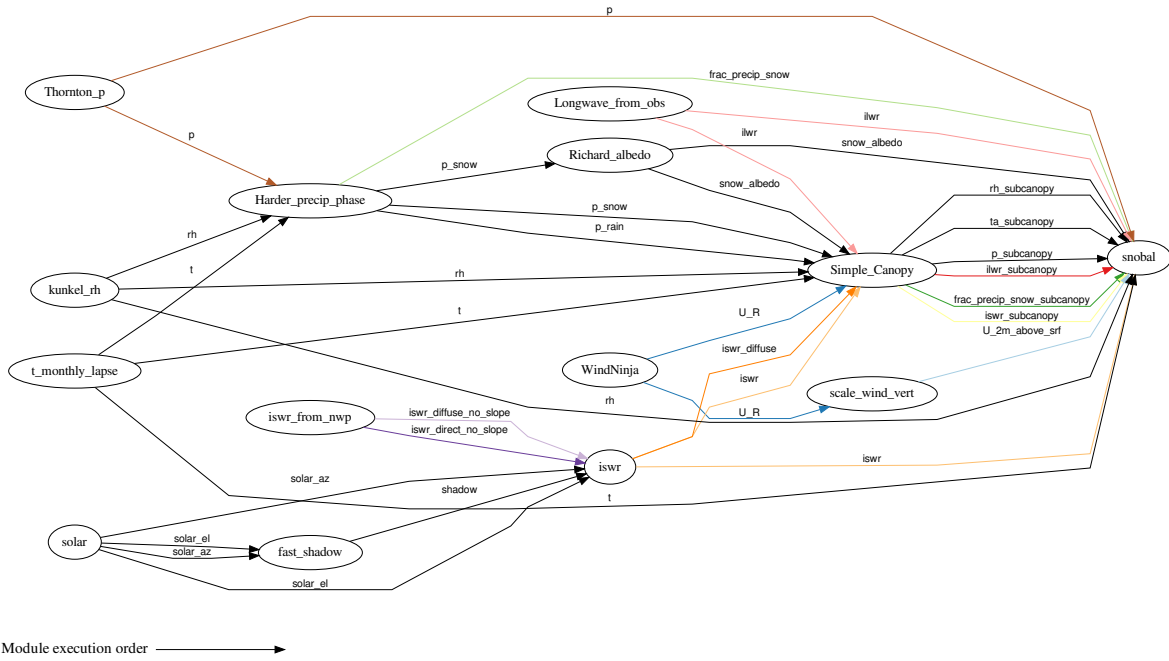 p
frac_precip_snow
Thornton_p
Longwave_from_obs
ilwr
p
ilwr
snow_albedo
Richard_albedo
p_snow
snow_albedo
rh_subcanopy
Harder_precip_phase
p_snow
ta_subcanopy
p_rain
rh
p_subcanopy
snobal
t
rh
Simple_Canopy
ilwr_subcanopy
kunkel_rh
frac_precip_snow_subcanopy
t
U_R
iswr_subcanopy
U_2m_above_srf
iswr_diffuse
t_monthly_lapse
WindNinja
iswr
scale_wind_vert
rh
iswr_from_nwp
iswr_diffuse_no_slope
U_R
iswr_direct_no_slope
iswr
iswr
solar_az
shadow
t
solar
solar_el
solar_az
fast_shadow
solar_el
Module execution order